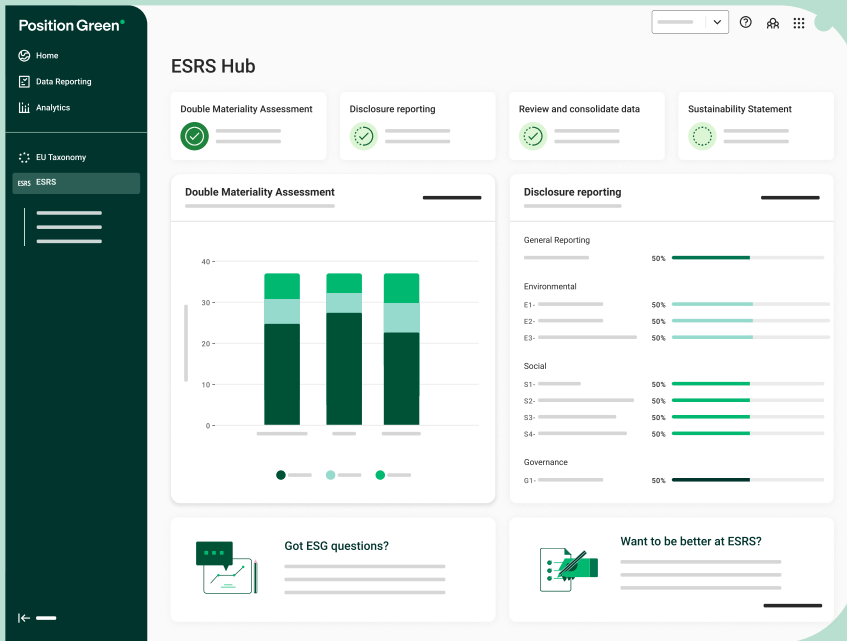 Position Green
Home
Data Reporting
Analytics
EU Taxonomy
ESRS ESRS
ESRS Hub
Double Materiality Assessment
Disclosure reporting
Review and consolidate data
Sustainability Statement
Double Materiality Assessment
40
30
20
10
0
Disclosure reporting
General Reporting
50%
Environmental
E1- 50%
E2- 50%
E3- 50%
Social
S1- 50%
S2- 50%
S3- 50%
S4- 50%
Governance
G1- 50%
Got ESG questions?
Want to be better at ESRS?